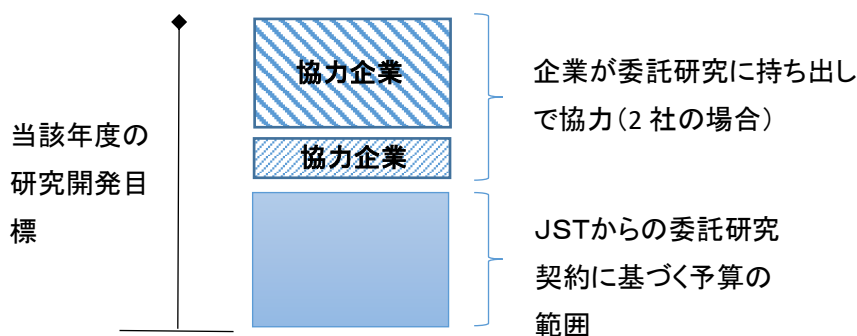 当該年度の
研究開発目
標
協力企業
協力企業
企業が委託研究に持ち出し
で協力（2 社の場合）
ＪＳＴからの委託研究
契約に基づく予算の
範囲